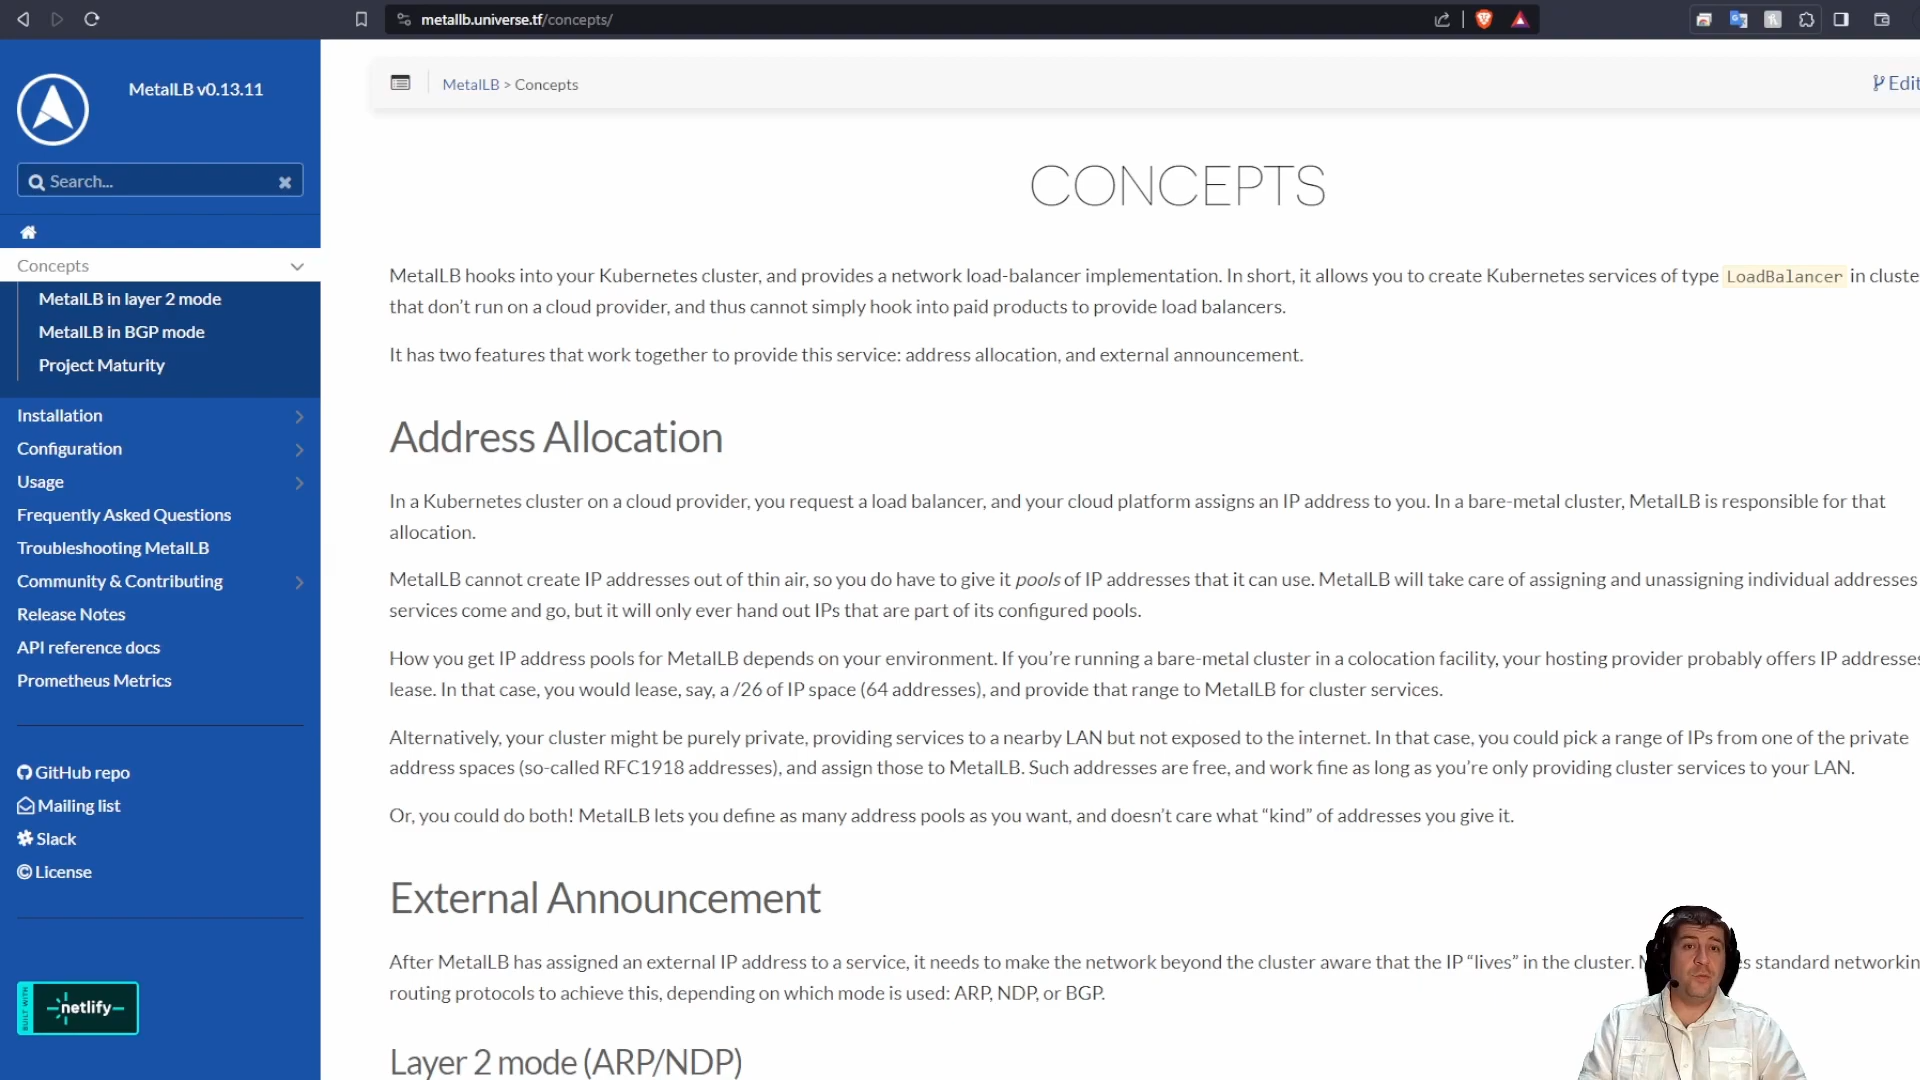 metallb.universe.tf/concepts/
MetalLB v0.13.11
Search...
Concepts
MetalLB in layer 2 mode
MetalLB in BGP mode
Project Maturity
Installation
Configuration
Usage
Frequently Asked Questions
Troubleshooting MetalLB
Community & Contributing
Release Notes
API reference docs
Prometheus Metrics
GitHub repo
Mailing list
Slack
License
BUILT WITH
netlify
MetalLB > Concepts
Edit
CONCEPTS
MetalLB hooks into your Kubernetes cluster, and provides a network load-balancer implementation. In short, it allows you to create Kubernetes services of type LoadBalancer in cluste
that don’t run on a cloud provider, and thus cannot simply hook into paid products to provide load balancers.
It has two features that work together to provide this service: address allocation, and external announcement.
Address Allocation
In a Kubernetes cluster on a cloud provider, you request a load balancer, and your cloud platform assigns an IP address to you. In a bare-metal cluster, MetalLB is responsible for that
allocation.
MetalLB cannot create IP addresses out of thin air, so you do have to give it pools of IP addresses that it can use. MetalLB will take care of assigning and unassigning individual addresses
services come and go, but it will only ever hand out IPs that are part of its configured pools.
How you get IP address pools for MetalLB depends on your environment. If you’re running a bare-metal cluster in a colocation facility, your hosting provider probably offers IP addresses
lease. In that case, you would lease, say, a /26 of IP space (64 addresses), and provide that range to MetalLB for cluster services.
Alternatively, your cluster might be purely private, providing services to a nearby LAN but not exposed to the internet. In that case, you could pick a range of IPs from one of the private
address spaces (so-called RFC1918 addresses), and assign those to MetalLB. Such addresses are free, and work fine as long as you’re only providing cluster services to your LAN.
Or, you could do both! MetalLB lets you define as many address pools as you want, and doesn’t care what “kind” of addresses you give it.
External Announcement
After MetalLB has assigned an external IP address to a service, it needs to make the network beyond the cluster aware that the IP “lives” in the cluster. standard networkin
routing protocols to achieve this, depending on which mode is used: ARP, NDP, or BGP.
Layer 2 mode (ARP/NDP)